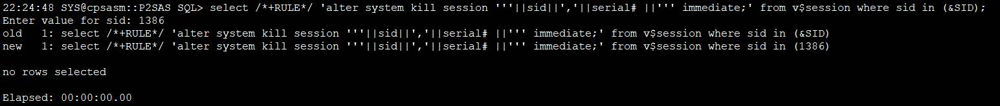 22:24:48 SYS@cpsasm::P2SAS SQL> select /*+RULE*/ 'alter system kill session '''||sid||','||serial# ||''' immediate;' from v$session where sid in (&SID);
Enter value for sid: 1386
old   1: select /*+RULE*/ 'alter system kill session '''||sid||','||serial# ||''' immediate;' from v$session where sid in (&SID)
new   1: select /*+RULE*/ 'alter system kill session '''||sid||','||serial# ||''' immediate;' from v$session where sid in (1386)
no rows selected
Elapsed: 00:00:00.00